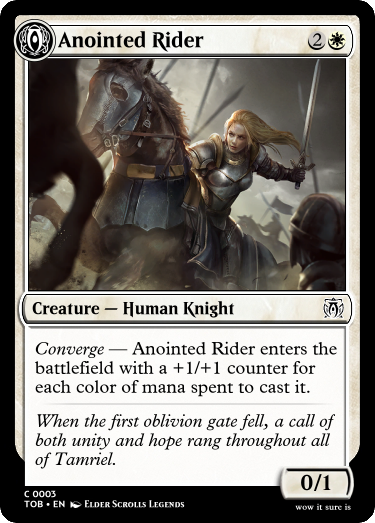 Anointed Rider 2
Creature — Human Knight
Converge — Anointed Rider enters the
battlefield with a +1/+1 counter for
each color of mana spent to cast it.
When the first oblivion gate fell, a call of
both unity and hope rang throughout all
of Tamriel.
0/1
C 0003
TOB • EN Elder Scrolls Legends
wow it sure is